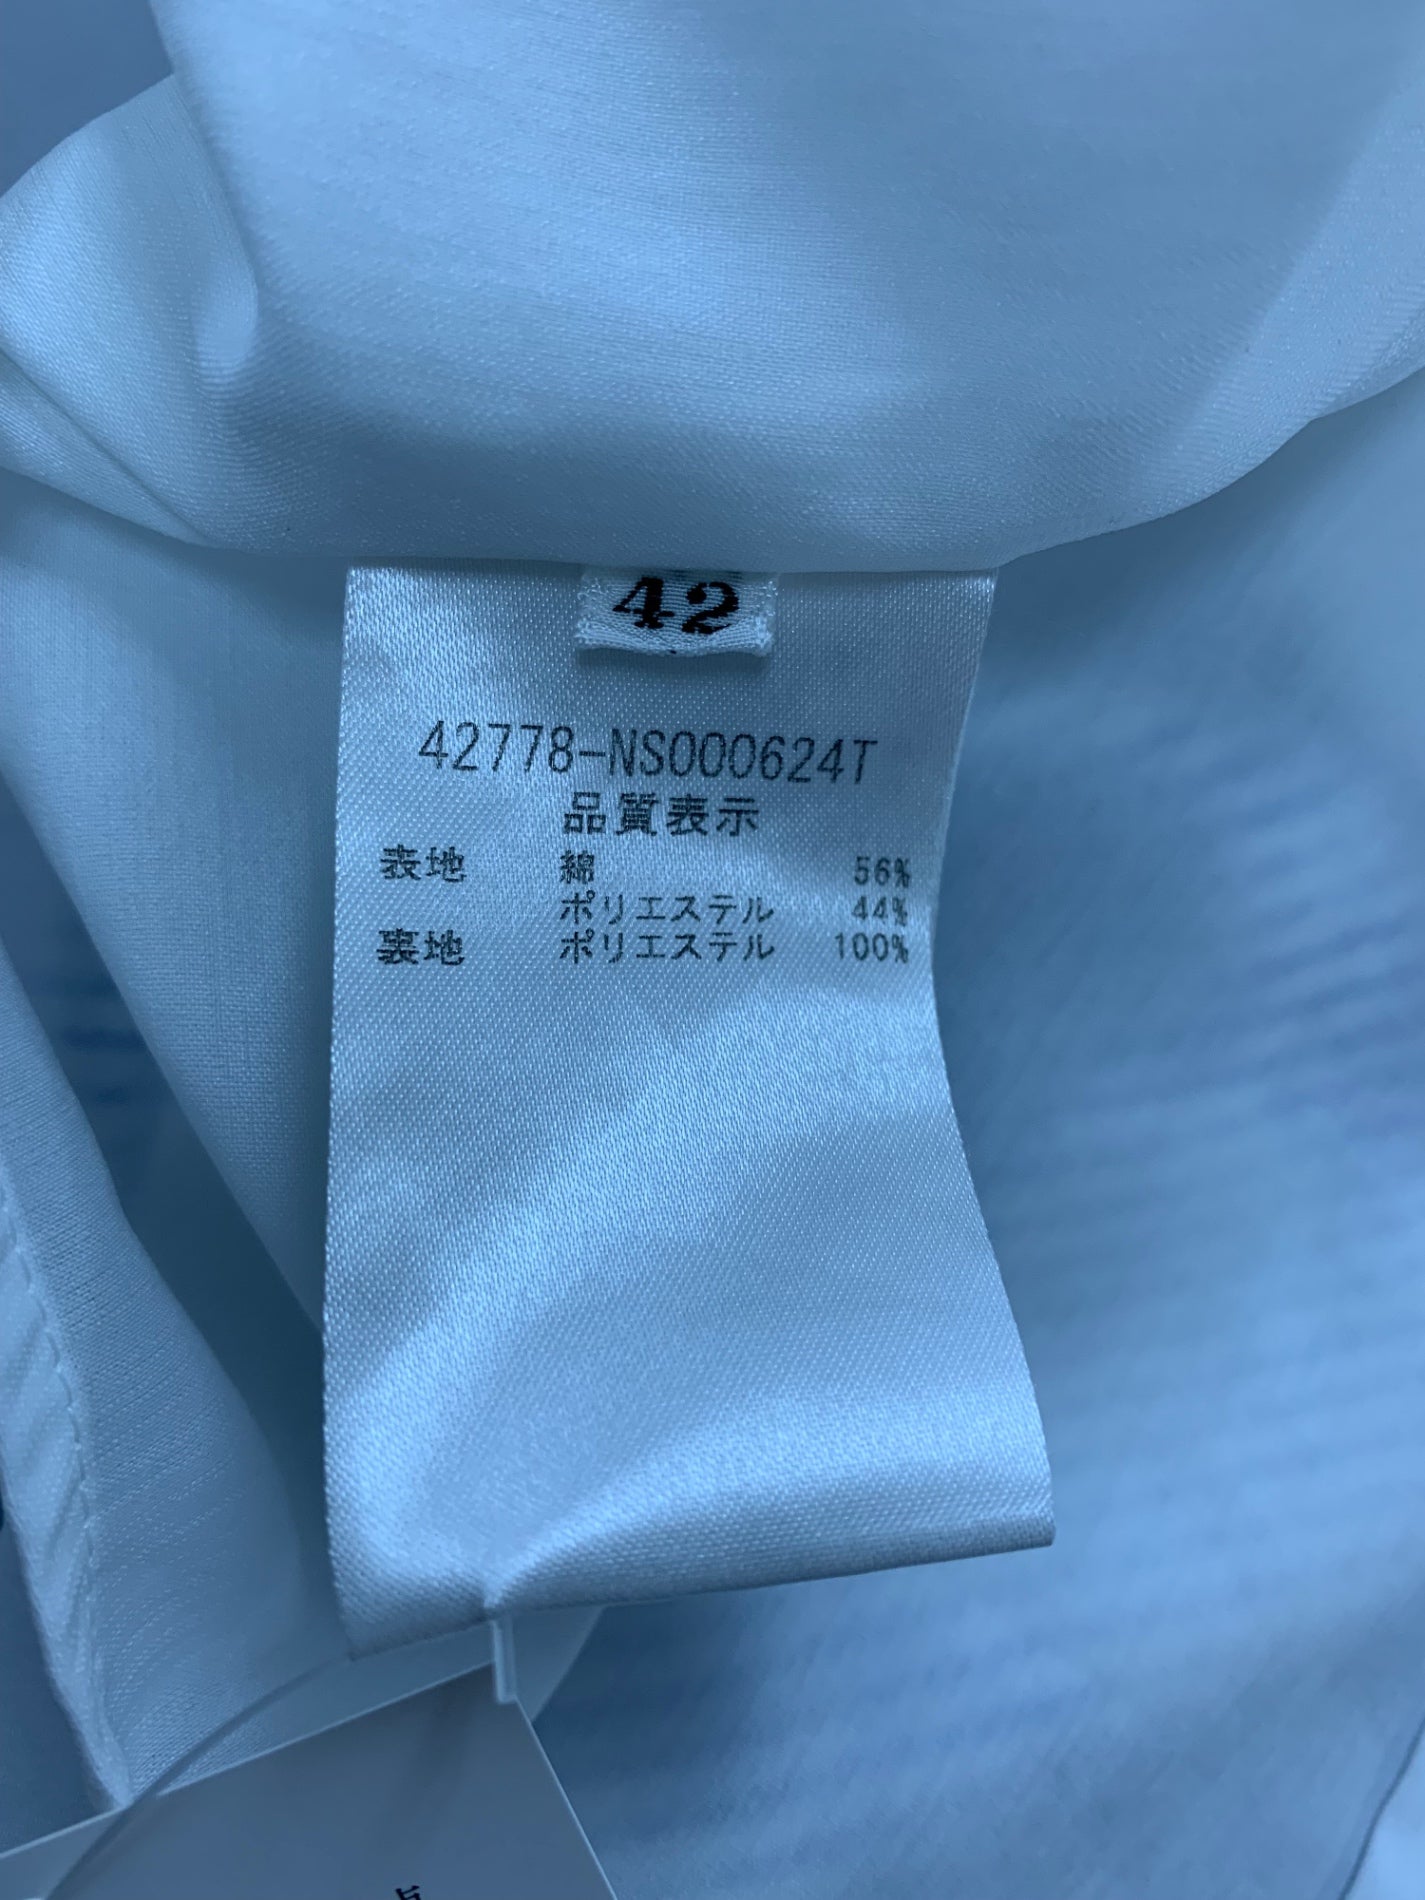 42
42778-NS000624T
品質表示
表地 綿 56%
ポリエステル 44%
裏地 ポリエステル 100%